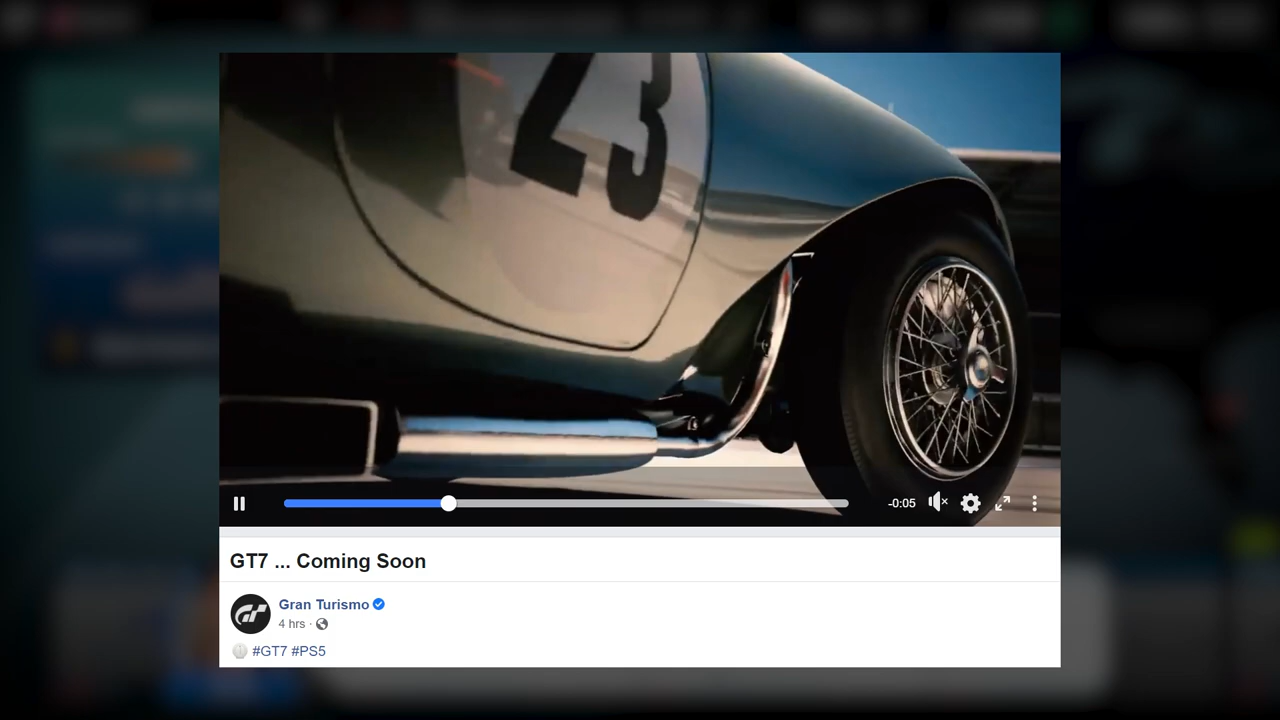 23
-0:05
GT7 ... Coming Soon
Gran Turismo
4 hrs ·
#GT7 #PS5